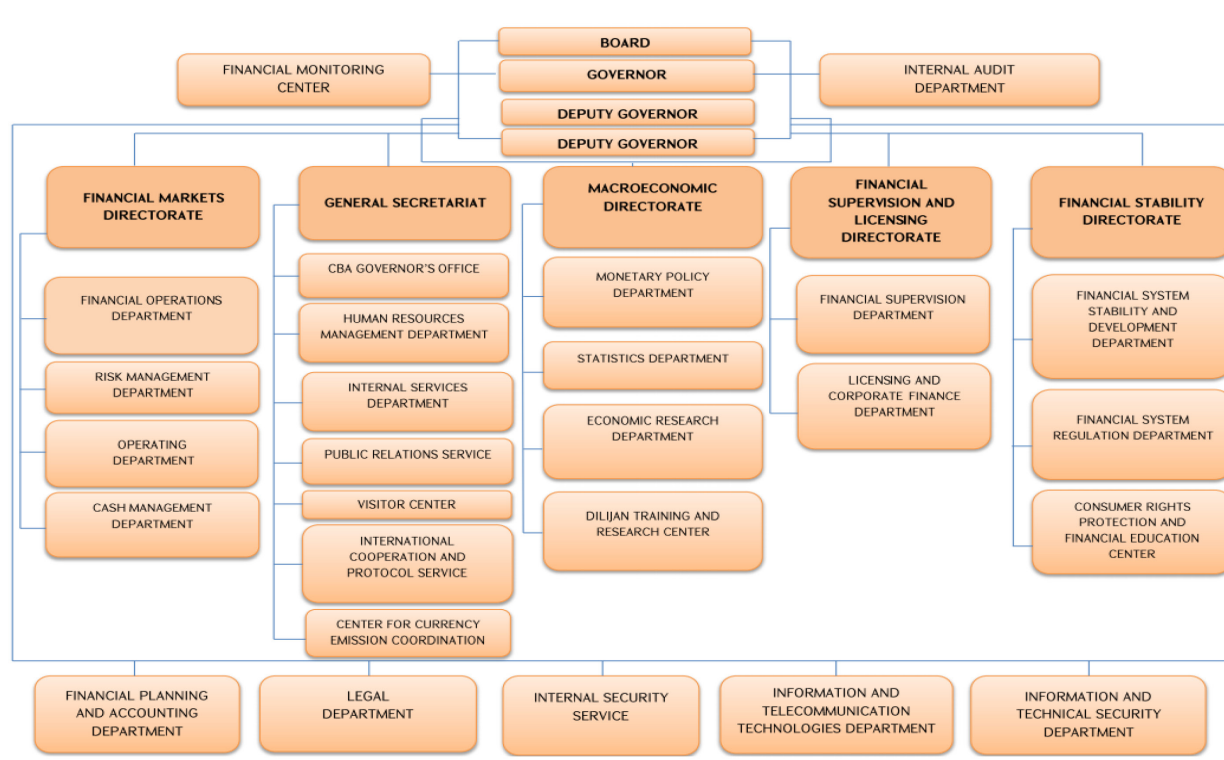 BOARD
FINANCIAL MONITORING
CENTER
GOVERNOR
INTERNAL AUDIT
DEPARTMENT
DEPUTY GOVERNOR
DEPUTY GOVERNOR
FINANCIAL MARKETS
DIRECTORATE
FINANCIAL OPERATIONS
DEPARTMENT
RISK MANAGEMENT
DEPARTMENT
OPERATING
DEPARTMENT
CASH MANAGEMENT
DEPARTMENT
GENERAL SECRETARIAT
CBA GOVERNOR'S OFFICE
HUMAN RESOURCES
MANAGEMENT DEPARTMENT
INTERNAL SERVICES
DEPARTMENT
PUBLIC RELATIONS SERVICE
VISITOR CENTER
INTERNATIONAL
COOPERATION AND
PROTOCOL SERVICE
CENTER FOR CURRENCY
EMISSION COORDINATION
MACROECONOMIC
DIRECTORATE
MONETARY POLICY
DEPARTMENT
STATISTICS DEPARTMENT
ECONOMIC RESEARCH
DEPARTMENT
DILIJAN TRAINING AND
RESEARCH CENTER
FINANCIAL
SUPERVISION AND
LICENSING
DIRECTORATE
FINANCIAL SUPERVISION
DEPARTMENT
LICENSING AND
CORPORATE FINANCE
DEPARTMENT
FINANCIAL STABILITY
DIRECTORATE
FINANCIAL SYSTEM
STABILITY AND
DEVELOPMENT
DEPARTMENT
FINANCIAL SYSTEM
REGULATION DEPARTMENT
CONSUMER RIGHTS
PROTECTION AND
FINANCIAL EDUCATION
CENTER
FINANCIAL PLANNING
AND ACCOUNTING
DEPARTMENT
LEGAL
DEPARTMENT
INTERNAL SECURITY
SERVICE
INFORMATION AND
TELECOMMUNICATION
TECHNOLOGIES DEPARTMENT
INFORMATION AND
TECHNICAL SECURITY
DEPARTMENT